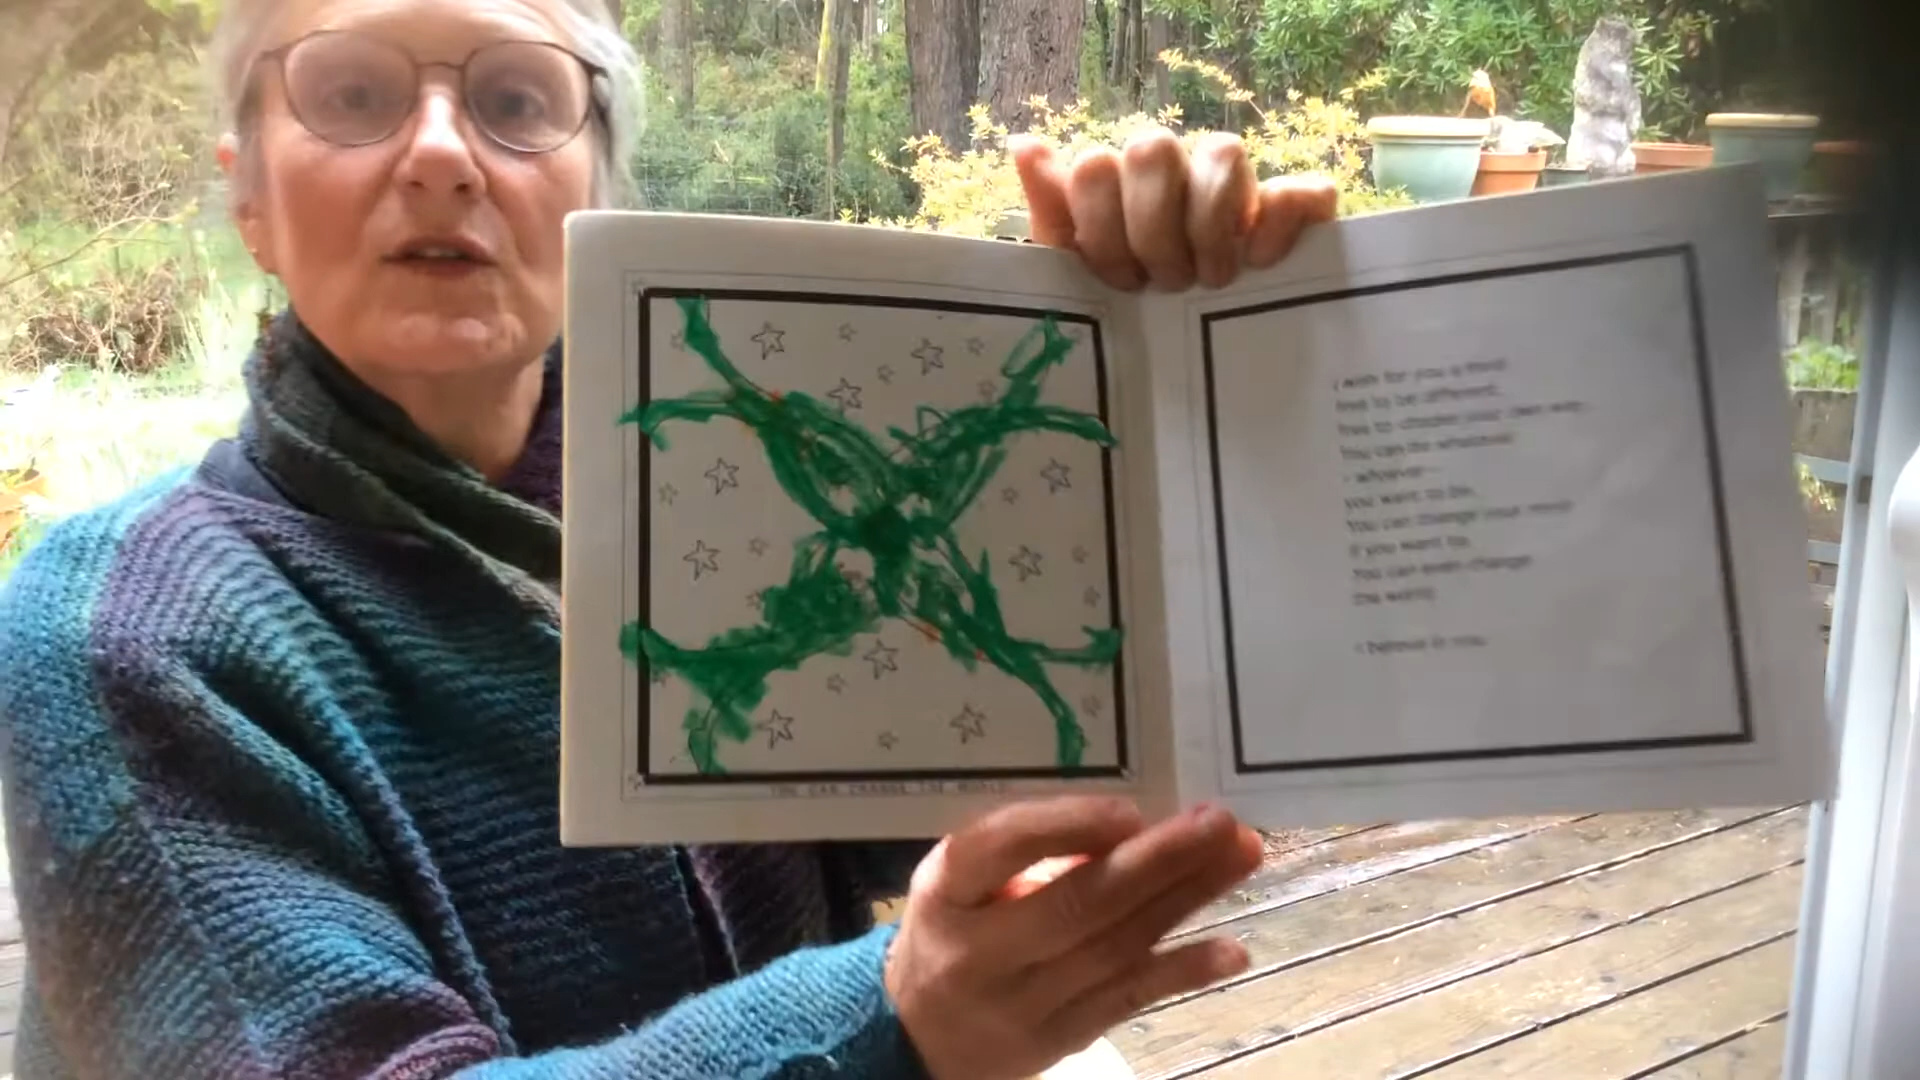 YOU CAN CHANGE THE WORLD!
I wish for you a mind
free to be different,
free to choose your own way.
You can be whatever
- whoever -
you want to be.
You can change your mind
if you want to.
You can even change
the world.
I believe in you.